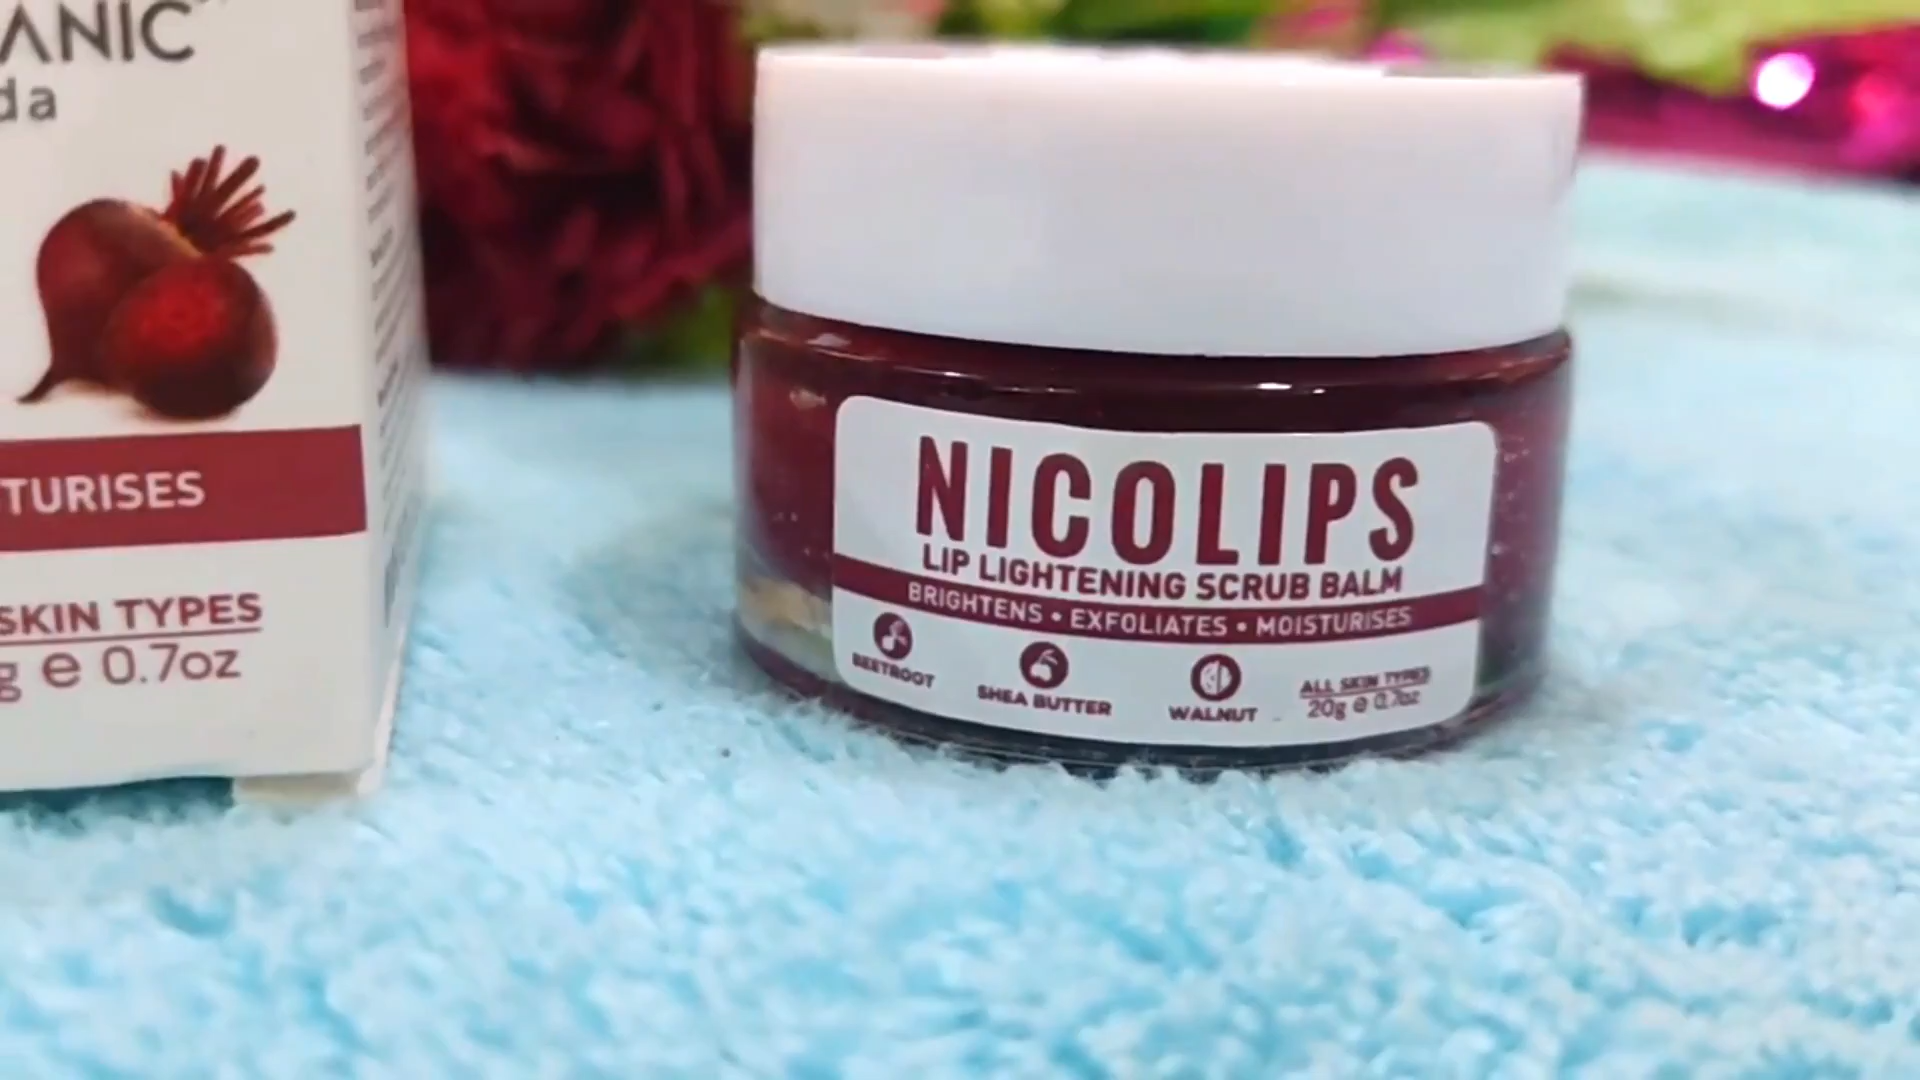 ANIC
da
TURISES
SKIN TYPES
g e 0.7oz
NICOLIPS
LIP LIGHTENING SCRUB BALM
BRIGHTENS • EXFOLIATES • MOISTURISES
BEETROOT
SHEA BUTTER
WALNUT
ALL SKIN TYPES
20g e 0.7oz